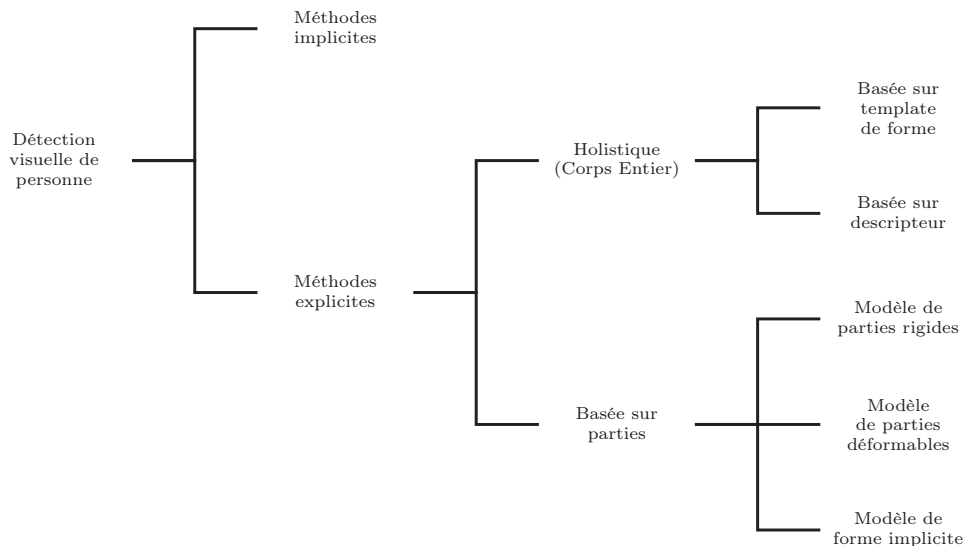 Méthodes
implicites
Détection
visuelle de
personne
Méthodes
explicites
Holistique
(Corps Entier)
Basée sur
parties
Basée sur
template
de forme
Basée sur
descripteur
Modèle de
parties rigides
Modèle
de parties
déformables
Modèle de
forme implicite